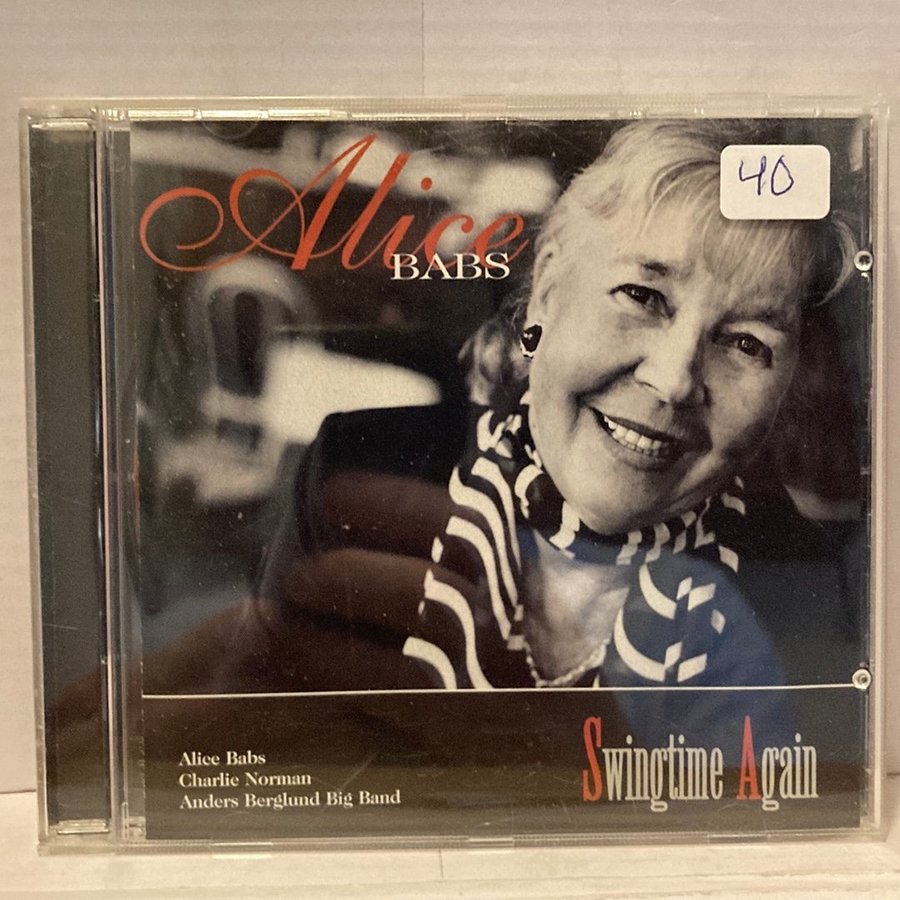 40
Alice
BABS
Alice Babs
Charlie Norman
Anders Berglund Big Band
Swingtime Again